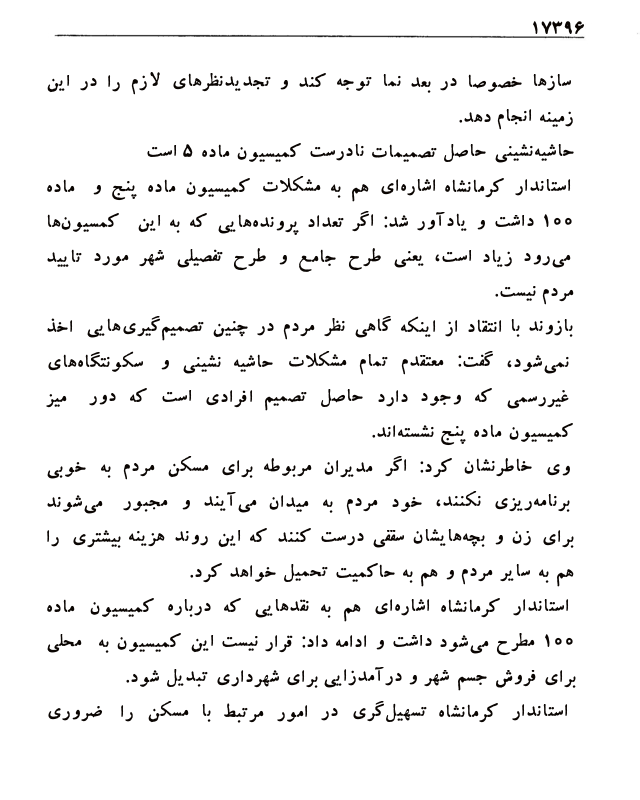 ۱۷۳۹۶
سازها خصوصا در بعد نما توجه کند و تجدیدنظرهای لازم را در این
زمینه انجام دهد.
حاشیه‌نشینی حاصل تصمیمات نادرست کمیسیون ماده ۵ است
استاندار کرمانشاه اشاره‌ای هم به مشکلات کمیسیون ماده پنج و ماده
۱۰۰ داشت و یادآور شد: اگر تعداد پرونده‌هایی که به این کمسیون‌ها
می‌رود زیاد است، یعنی طرح جامع و طرح تفصیلی شهر مورد تایید
مردم نیست.
بازوند با انتقاد از اینکه گاهی نظر مردم در چنین تصمیم‌گیری‌هایی اخذ
نمی‌شود، گفت: معتقدم تمام مشکلات حاشیه نشینی و سکونتگاه‌های
غیررسمی که وجود دارد حاصل تصمیم افرادی است که دور میز
کمیسیون ماده پنج نشسته‌اند.
وی خاطرنشان کرد: اگر مدیران مربوطه برای مسکن مردم به خوبی
برنامه‌ریزی نکنند، خود مردم به میدان می‌آیند و مجبور می‌شوند
برای زن و بچه‌هایشان سقفی درست کنند که این روند هزینه بیشتری را
هم به سایر مردم و هم به حاکمیت تحمیل خواهد کرد.
استاندار کرمانشاه اشاره‌ای هم به نقدهایی که درباره کمیسیون ماده
۱۰۰ مطرح می‌شود داشت و ادامه داد: قرار نیست این کمیسیون به محلی
برای فروش جسم شهر و درآمدزایی برای شهرداری تبدیل شود.
استاندار کرمانشاه تسهیل‌گری در امور مرتبط با مسکن را ضروری